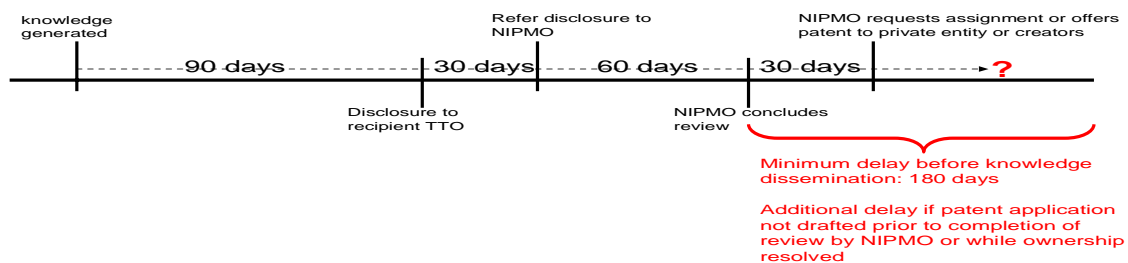 knowledge
generated
Refer disclosure to
NIPMO
NIPMO requests assignment or offers
patent to private entity or creators
90 days
30 days
60 days
30 days
?
Disclosure to
recipient TTO
NIPMO concludes
review
Minimum delay before knowledge
dissemination: 180 days
Additional delay if patent application
not drafted prior to completion of
review by NIPMO or while ownership
resolved